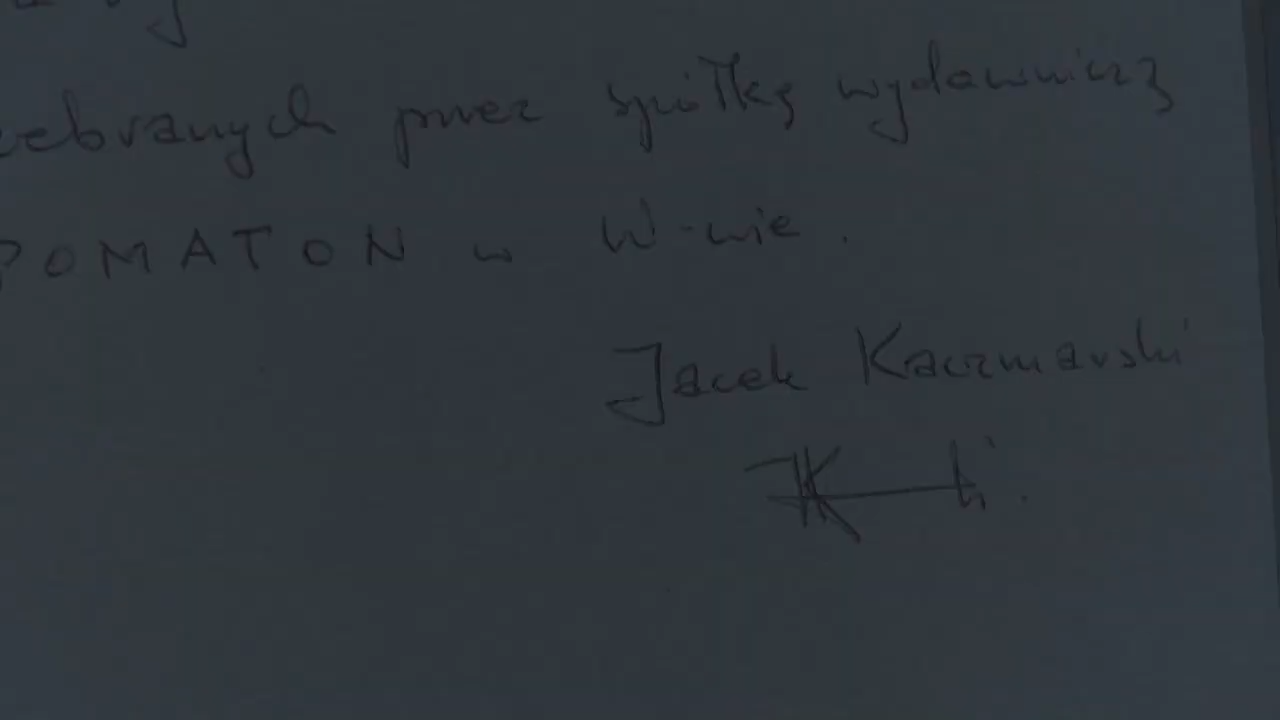 zebranych przez spółkę wydawniczą
POMATON w W-wie.
Jacek Kaczmarski